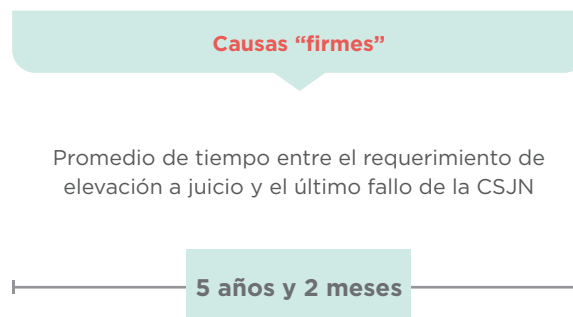 Causas “firmes”
Promedio de tiempo entre el requerimiento de
elevación a juicio y el último fallo de la CSJN
5 años y 2 meses